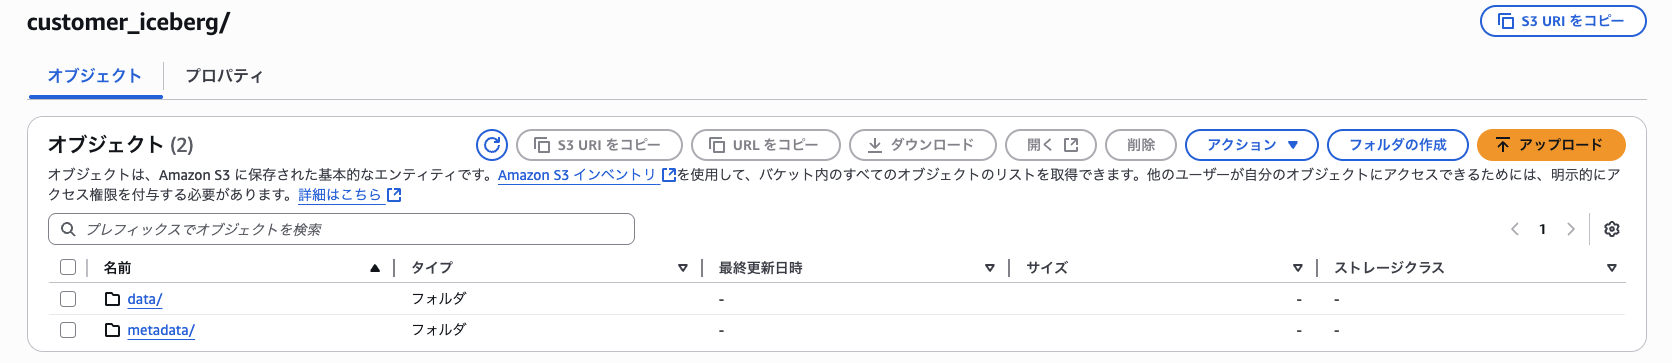 customer_iceberg/
S3 URI をコピー
オブジェクト
プロパティ
オブジェクト (2)
S3 URI をコピー
URL をコピー
ダウンロード
開く
削除
アクション
フォルダの作成
アップロード
オブジェクトは、Amazon S3 に保存された基本的なエンティティです。Amazon S3 インベントリ を使用して、バケット内のすべてのオブジェクトのリストを取得できます。他のユーザーが自分のオブジェクトにアクセスできるためには、明示的にア
クセス権限を付与する必要があります。詳細はこちら
プレフィックスでオブジェクトを検索
1
名前 タイプ 最終更新日時 サイズ ストレージクラス
data/ フォルダ - - -
metadata/ フォルダ - - -